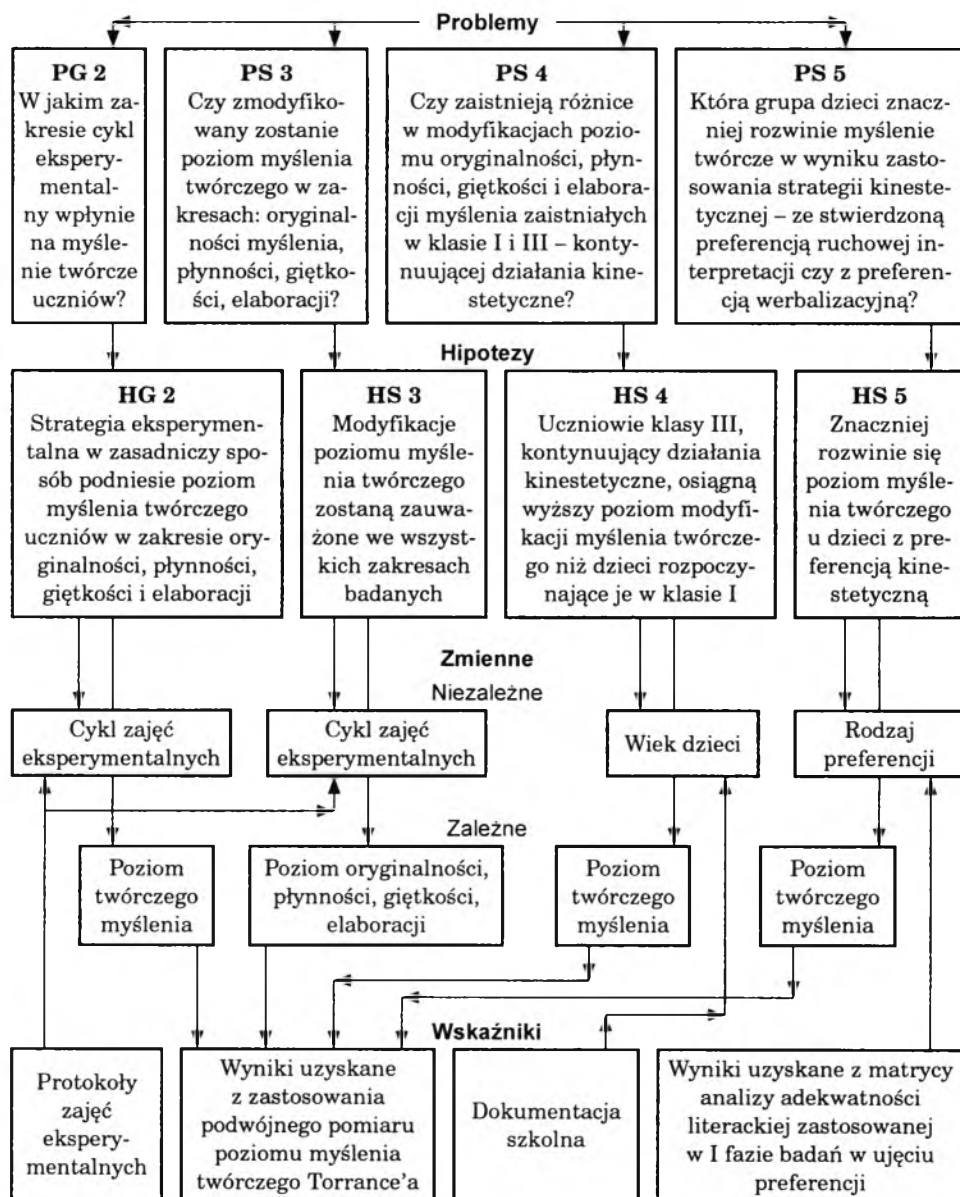 Problemy
PG 2
W jakim za-
kresie cykl
ekspery-
mental-
ny wpłynie
na myśle-
nie twórcze
uczniów?
PS 3
Czy zmodyfiko-
wany zostanie
poziom myślenia
twórczego w za-
kresach: oryginal-
ności myślenia,
płynności, giętko-
ści, elaboracji?
PS 4
Czy zaistnieją różnice
w modyfikacjach pozio-
mu oryginalności, płyn-
ności, giętkości i elabora-
cji myślenia zaistniałych
w klasie I i III – konty-
nuującej działania kine-
stetyczne?
PS 5
Która grupa dzieci znacz-
niej rozwinie myślenie
twórcze w wyniku zasto-
sowania strategii kineste-
tycznej – ze stwierdzoną
preferencją ruchowej in-
terpretacji czy z preferen-
cją werbalizacyjną?
Hipotezy
HG 2
Strategia eksperymen-
talna w zasadniczy spo-
sób podniesie poziom
myślenia twórczego
uczniów w zakresie ory-
ginalności, płynności,
giętkości i elaboracji
HS 3
Modyfikacje
poziomu myśle-
nia twórczego
zostaną zauwa-
żone we wszyst-
kich zakresach
badanych
HS 4
Uczniowie klasy III,
kontynuujący działania
kinestetyczne, osiągną
wyższy poziom modyfi-
kacji myślenia twórcze-
go niż dzieci rozpoczy-
nające je w klasie I
HS 5
Znaczniej
rozwinie się
poziom myśle-
nia twórczego
u dzieci z pre-
ferencją kine-
stetyczną
Zmienne
Niezależne
Cykl zajęć
eksperymentalnych
Cykl zajęć
eksperymentalnych
Wiek dzieci
Rodzaj
preferencji
Zależne
Poziom
twórczego
myślenia
Poziom oryginalności,
płynności, giętkości,
elaboracji
Poziom
twórczego
myślenia
Poziom
twórczego
myślenia
Wskaźniki
Protokoły
zajęć
ekspery-
mentalnych
Wyniki uzyskane
z zastosowania
podwójnego pomiaru
poziomu myślenia
twórczego Torrance'a
Dokumentacja
szkolna
Wyniki uzyskane z matrycy
analizy adekwatności
literackiej zastosowanej
w I fazie badań w ujęciu
preferencji